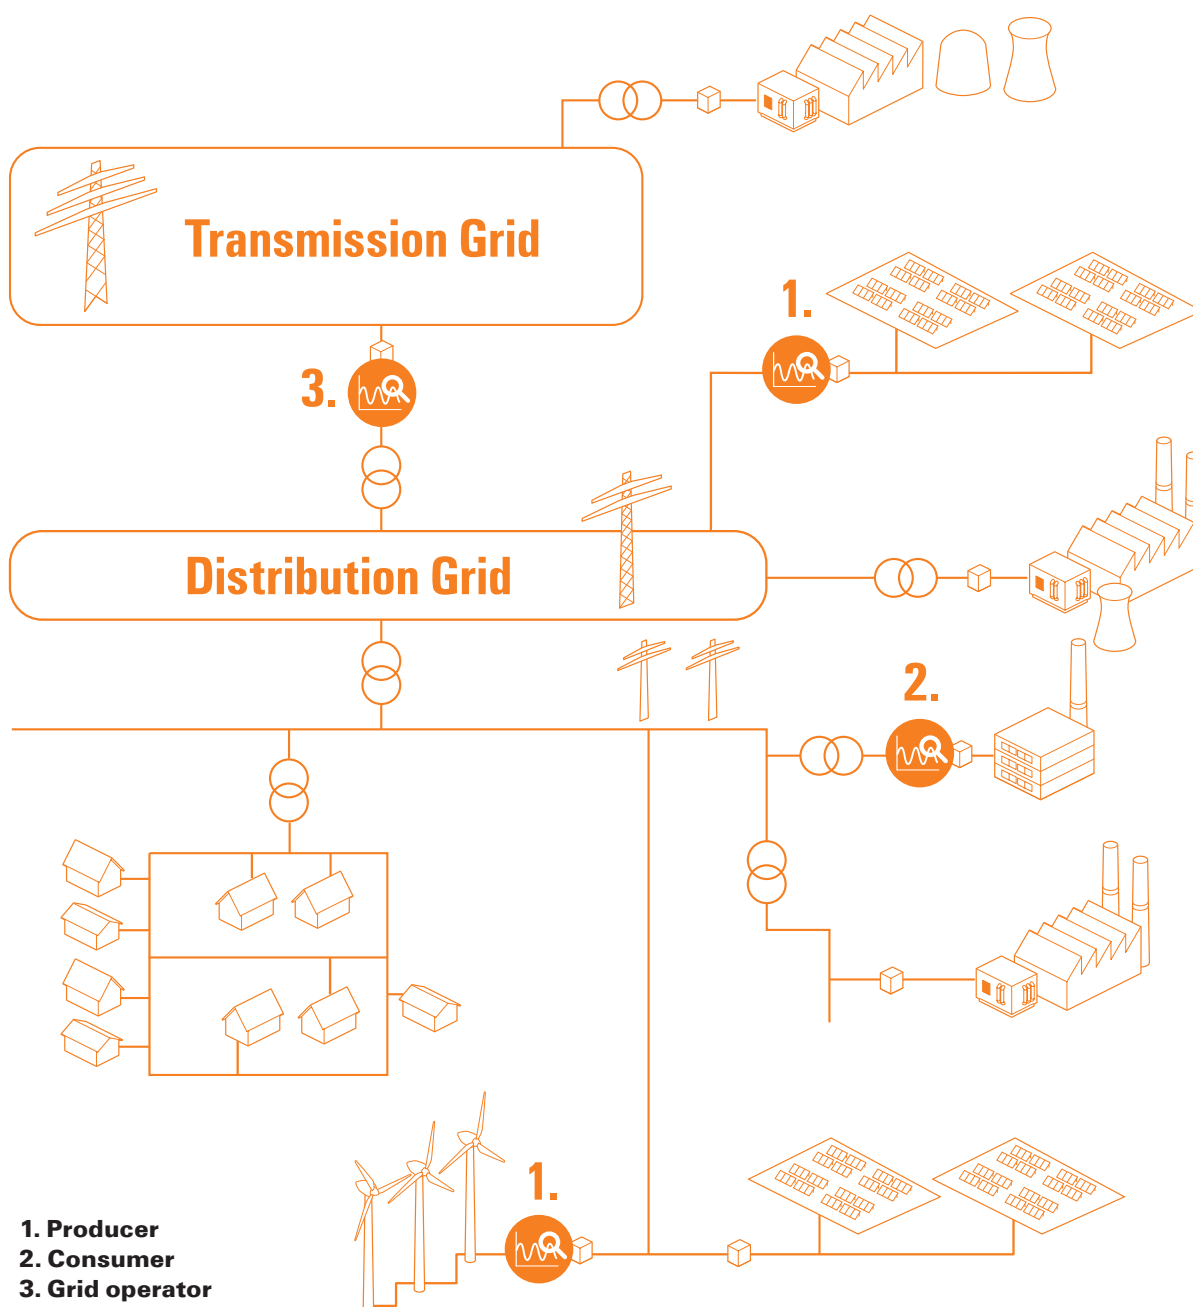 Transmission Grid
1.
3.
Distribution Grid
2.
1.
1. Producer
2. Consumer
3. Grid operator